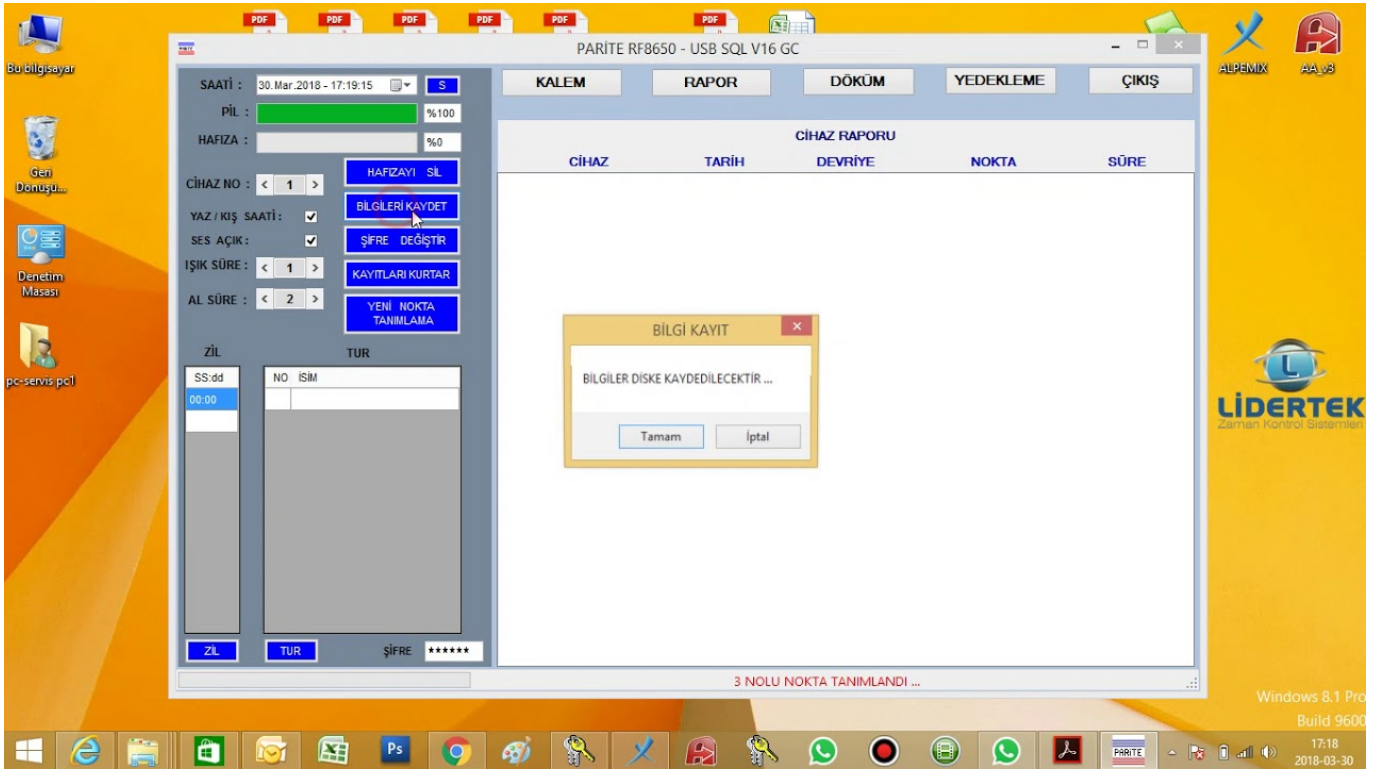 PDF PDF PDF PDF PDF PDF
PARİTE RF8650 - USB SQL V16 GC
Bu bilgisayar
ALPEMIX
AA_v3
SAATİ : 30.Mar.2018 - 17:19:15 S
PİL : %100
HAFIZA : %0
KALEM RAPOR DÖKÜM YEDEKLEME ÇIKIŞ
CİHAZ RAPORU
CİHAZ TARİH DEVRİYE NOKTA SÜRE
Geri
Dönüşü...
CİHAZ NO : < 1 >
HAFIZAYI SİL
YAZ / KIŞ SAATİ :
BİLGİLERİ KAYDET
SES AÇIK :
ŞİFRE DEĞİŞTİR
IŞIK SÜRE : < 1 >
KAYITLARI KURTAR
AL SÜRE : < 2 >
YENİ NOKTA
TANIMLAMA
Denetim
Masası
pc-servis pc1
ZİL
TUR
SS:dd
NO İSİM
00:00
BİLGİ KAYIT
BİLGİLER DİSKE KAYDEDİLECEKTİR ...
Tamam İptal
L
LİDERTEK
Zaman Kontrol Sistemleri
ZİL TUR ŞİFRE ******
3 NOLU NOKTA TANIMLANDI ...
Windows 8.1 Pro
Build 9600
Ps
PARİTE
17:18
2018-03-30